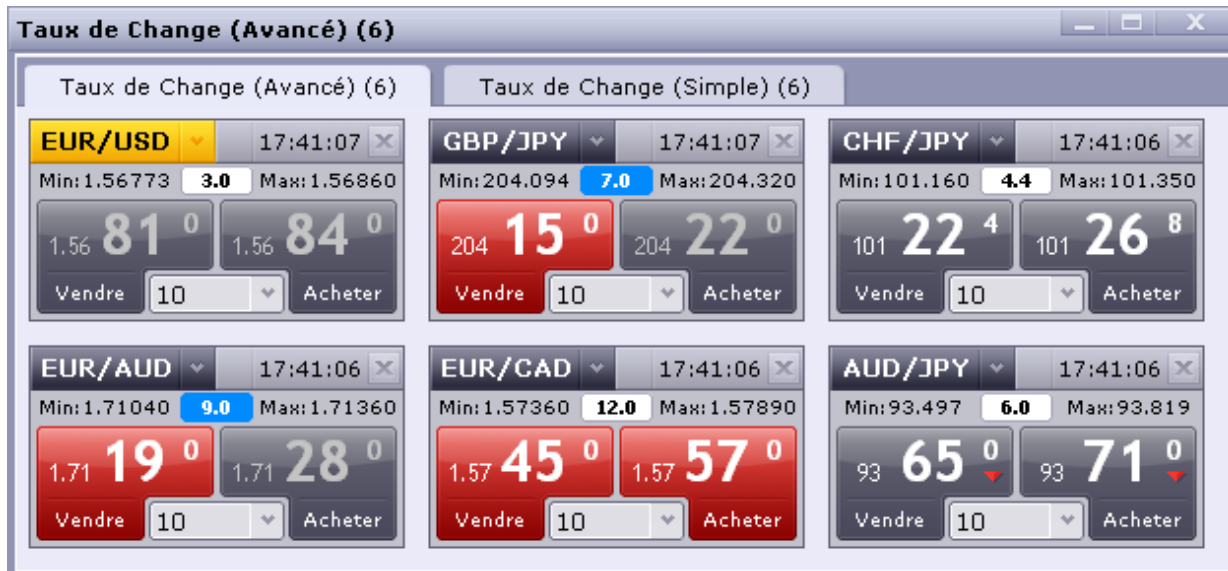 Taux de Change (Avancé) (6)
Taux de Change (Avancé) (6) Taux de Change (Simple) (6)
EUR/USD 17:41:07 GBP/JPY 17:41:07 CHF/JPY 17:41:06
Min:1.56773 3.0 Max:1.56860 Min:204.094 7.0 Max:204.320 Min:101.160 4.4 Max:101.350
1.56 81 0 1.56 84 0 204 15 0 204 22 0 101 22 4 101 26 8
Vendre 10 Acheter Vendre 10 Acheter Vendre 10 Acheter
EUR/AUD 17:41:06 EUR/CAD 17:41:06 AUD/JPY 17:41:06
Min:1.71040 9.0 Max:1.71360 Min:1.57360 12.0 Max:1.57890 Min:93.497 6.0 Max:93.819
1.71 19 0 1.71 28 0 1.57 45 0 1.57 57 0 93 65 0 93 71 0
Vendre 10 Acheter Vendre 10 Acheter Vendre 10 Acheter